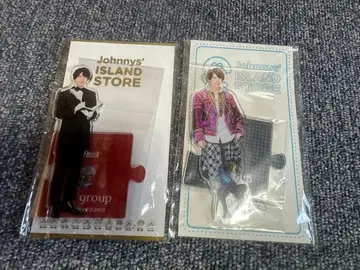 Johnnys'
ISLAND
STORE
group
Johnnys'
ISLAND
STORE